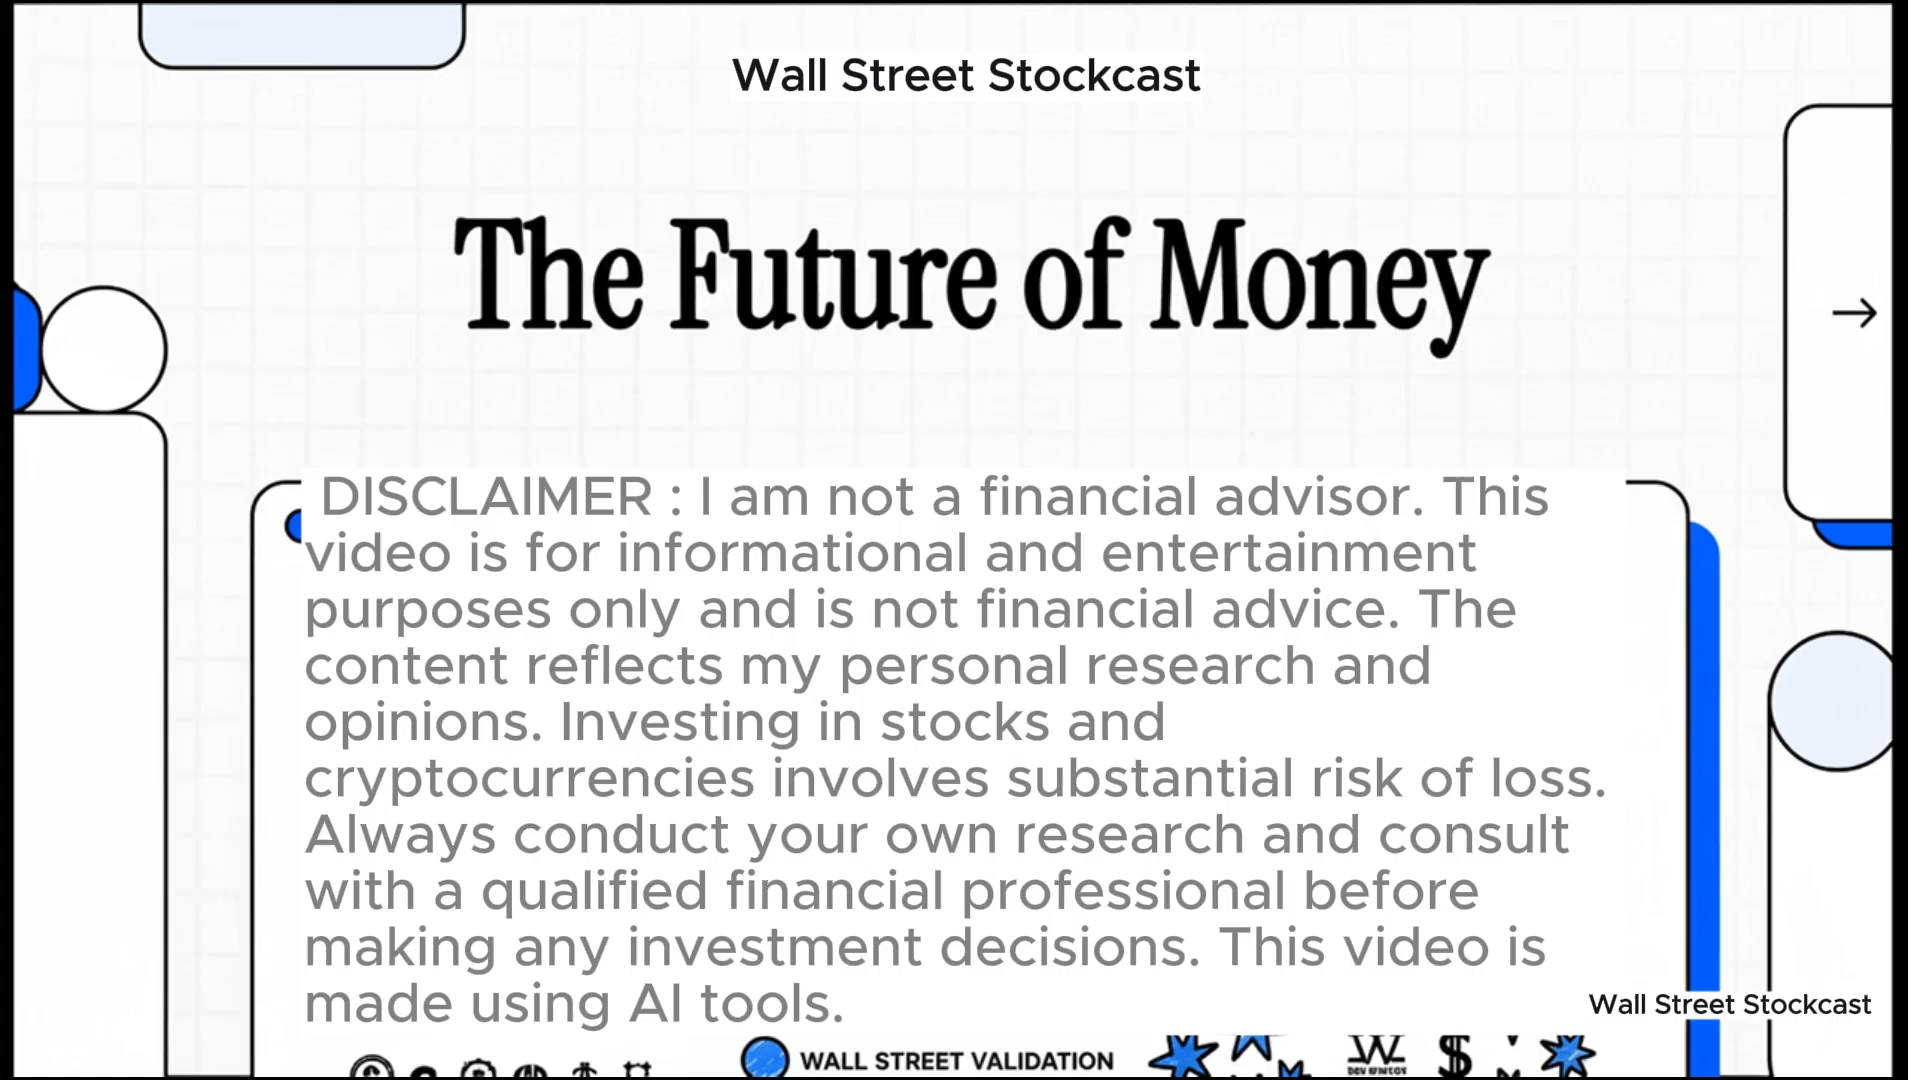 Wall Street Stockcast
The Future of Money
DISCLAIMER : I am not a financial advisor. This
video is for informational and entertainment
purposes only and is not financial advice. The
content reflects my personal research and
opinions. Investing in stocks and
cryptocurrencies involves substantial risk of loss.
Always conduct your own research and consult
with a qualified financial professional before
making any investment decisions. This video is
made using AI tools.
Wall Street Stockcast
WALL STREET VALIDATION